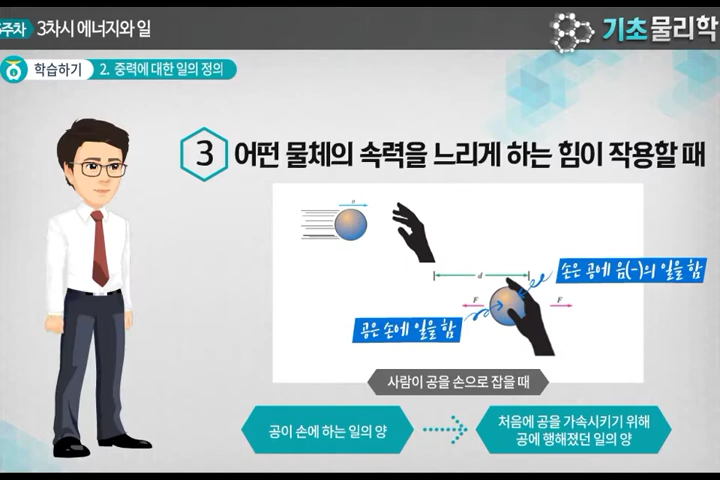 5주차 3차시 에너지와 일
기초물리학
학습하기 2. 중력에 대한 일의 정의
3 어떤 물체의 속력을 느리게 하는 힘이 작용할 때
v
손은 공에 음(-)의 일을 함
d
F
F
공은 손에 일을 함
사람이 공을 손으로 잡을 때
공이 손에 하는 일의 양
처음에 공을 가속시키기 위해
공에 행해졌던 일의 양